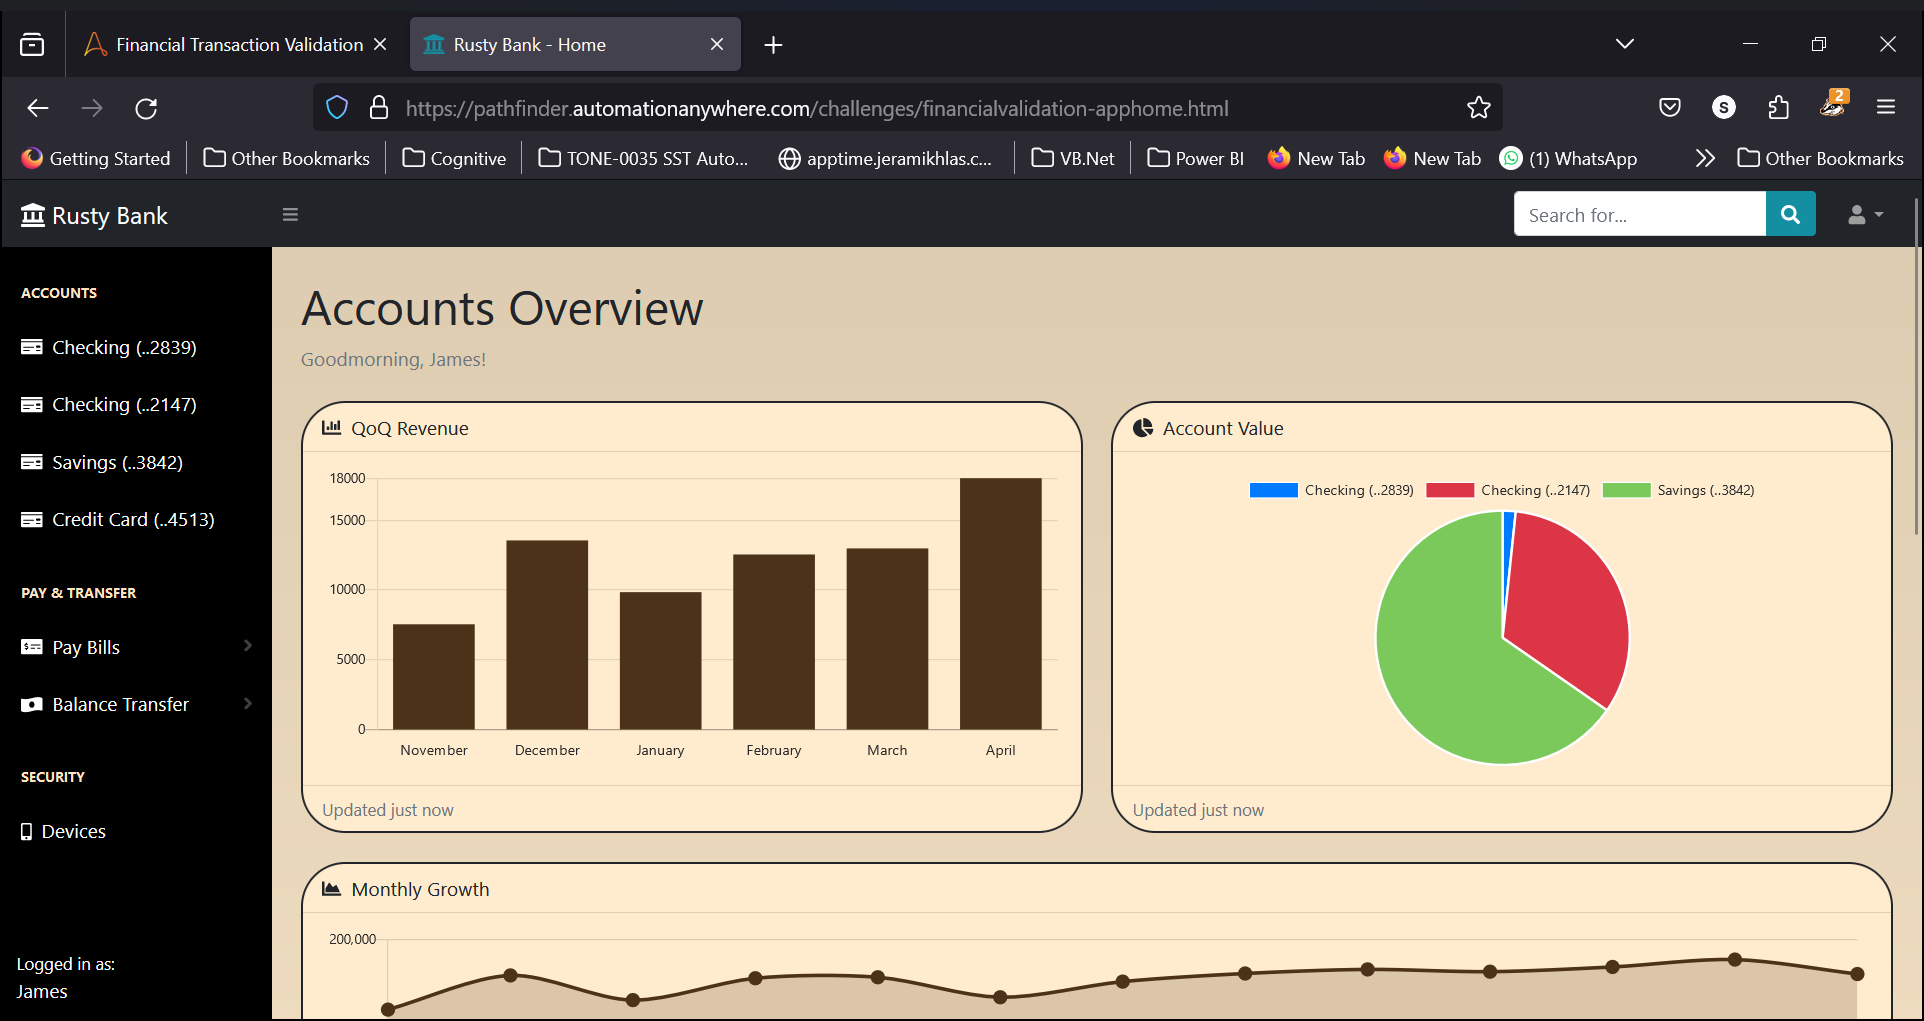 Financial Transaction Validation
Rusty Bank - Home
https://pathfinder.automationanywhere.com/challenges/financialvalidation-apphome.html
S
2
Getting Started
Other Bookmarks
Cognitive
TONE-0035 SST Auto...
apptime.jeramikhlas.c...
VB.Net
Power BI
New Tab
New Tab
(1) WhatsApp
Other Bookmarks
Rusty Bank
Search for...
ACCOUNTS
Checking (..2839)
Checking (..2147)
Savings (..3842)
Credit Card (..4513)
PAY & TRANSFER
Pay Bills
Balance Transfer
SECURITY
Devices
Logged in as:
James
Accounts Overview
Goodmorning, James!
QoQ Revenue
18000
15000
10000
5000
0
November December January February March April
Updated just now
Account Value
Checking (..2839) Checking (..2147) Savings (..3842)
Updated just now
Monthly Growth
200,000